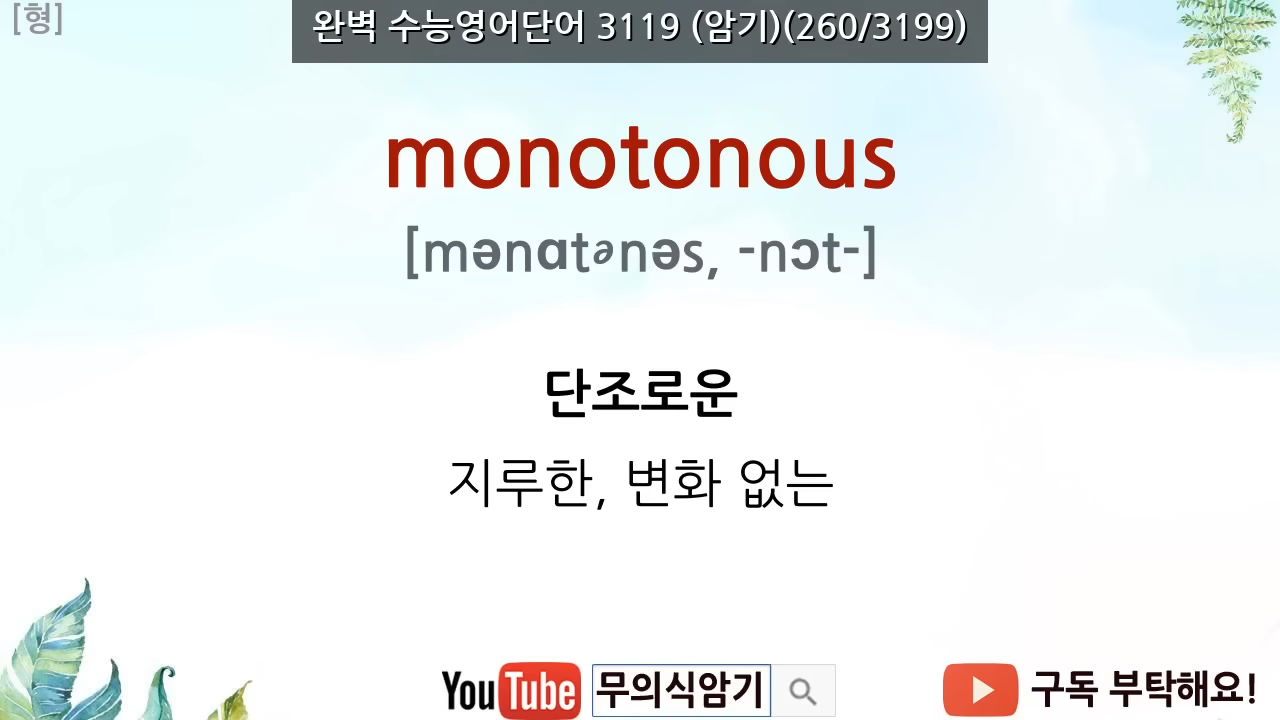 [형]
완벽 수능영어단어 3119 (암기)(260/3199)
monotonous
[mənɑtənəs, -nɔt-]
단조로운
지루한, 변화 없는
YouTube 무의식암기
구독 부탁해요!